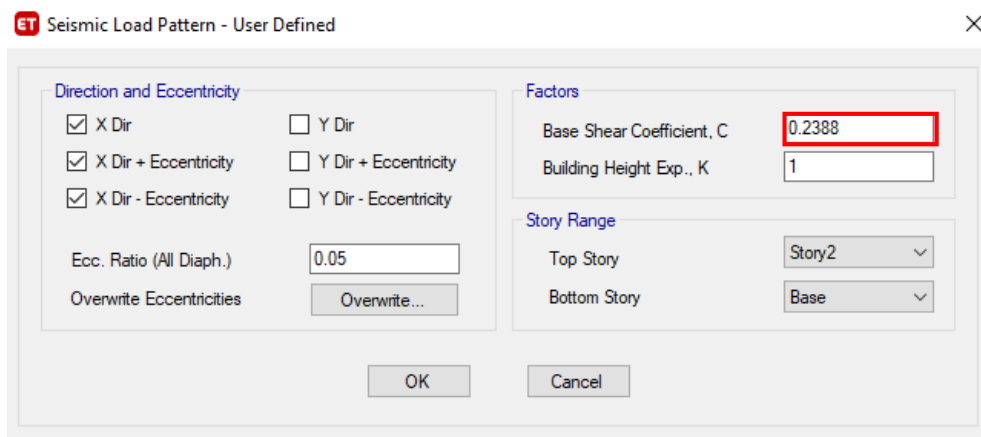 ET Seismic Load Pattern - User Defined
Direction and Eccentricity
X Dir
Y Dir
X Dir + Eccentricity
Y Dir + Eccentricity
X Dir - Eccentricity
Y Dir - Eccentricity
Ecc. Ratio (All Diaph.) 0.05
Overwrite Eccentricities Overwrite...
Factors
Base Shear Coefficient, C 0.2388
Building Height Exp., K 1
Story Range
Top Story Story2
Bottom Story Base
OK Cancel